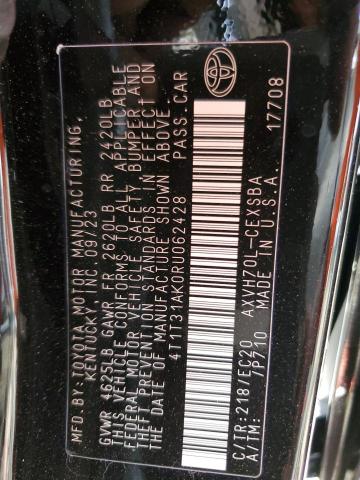 MFD.BY: TOYOTA MOTOR MANUFACTURING,
KENTUCKY, INC. 09/23
GVWR 4625LB GAWR FR 2620LB RR 2420LB
THIS VEHICLE CONFORMS TO ALL APPLICABLE
FEDERAL MOTOR VEHICLE SAFETY BUMPER AND
THEFT PREVENTION STANDARDS IN EFFECT ON
THE DATE OF MANUFACTURE SHOWN ABOVE
4T1T31AK0RU062428 PASS. CAR
C/TR:218/EC20 AXVH70L-CEXSBA
A/TM: /P710 MADE IN U.S.A. 17708